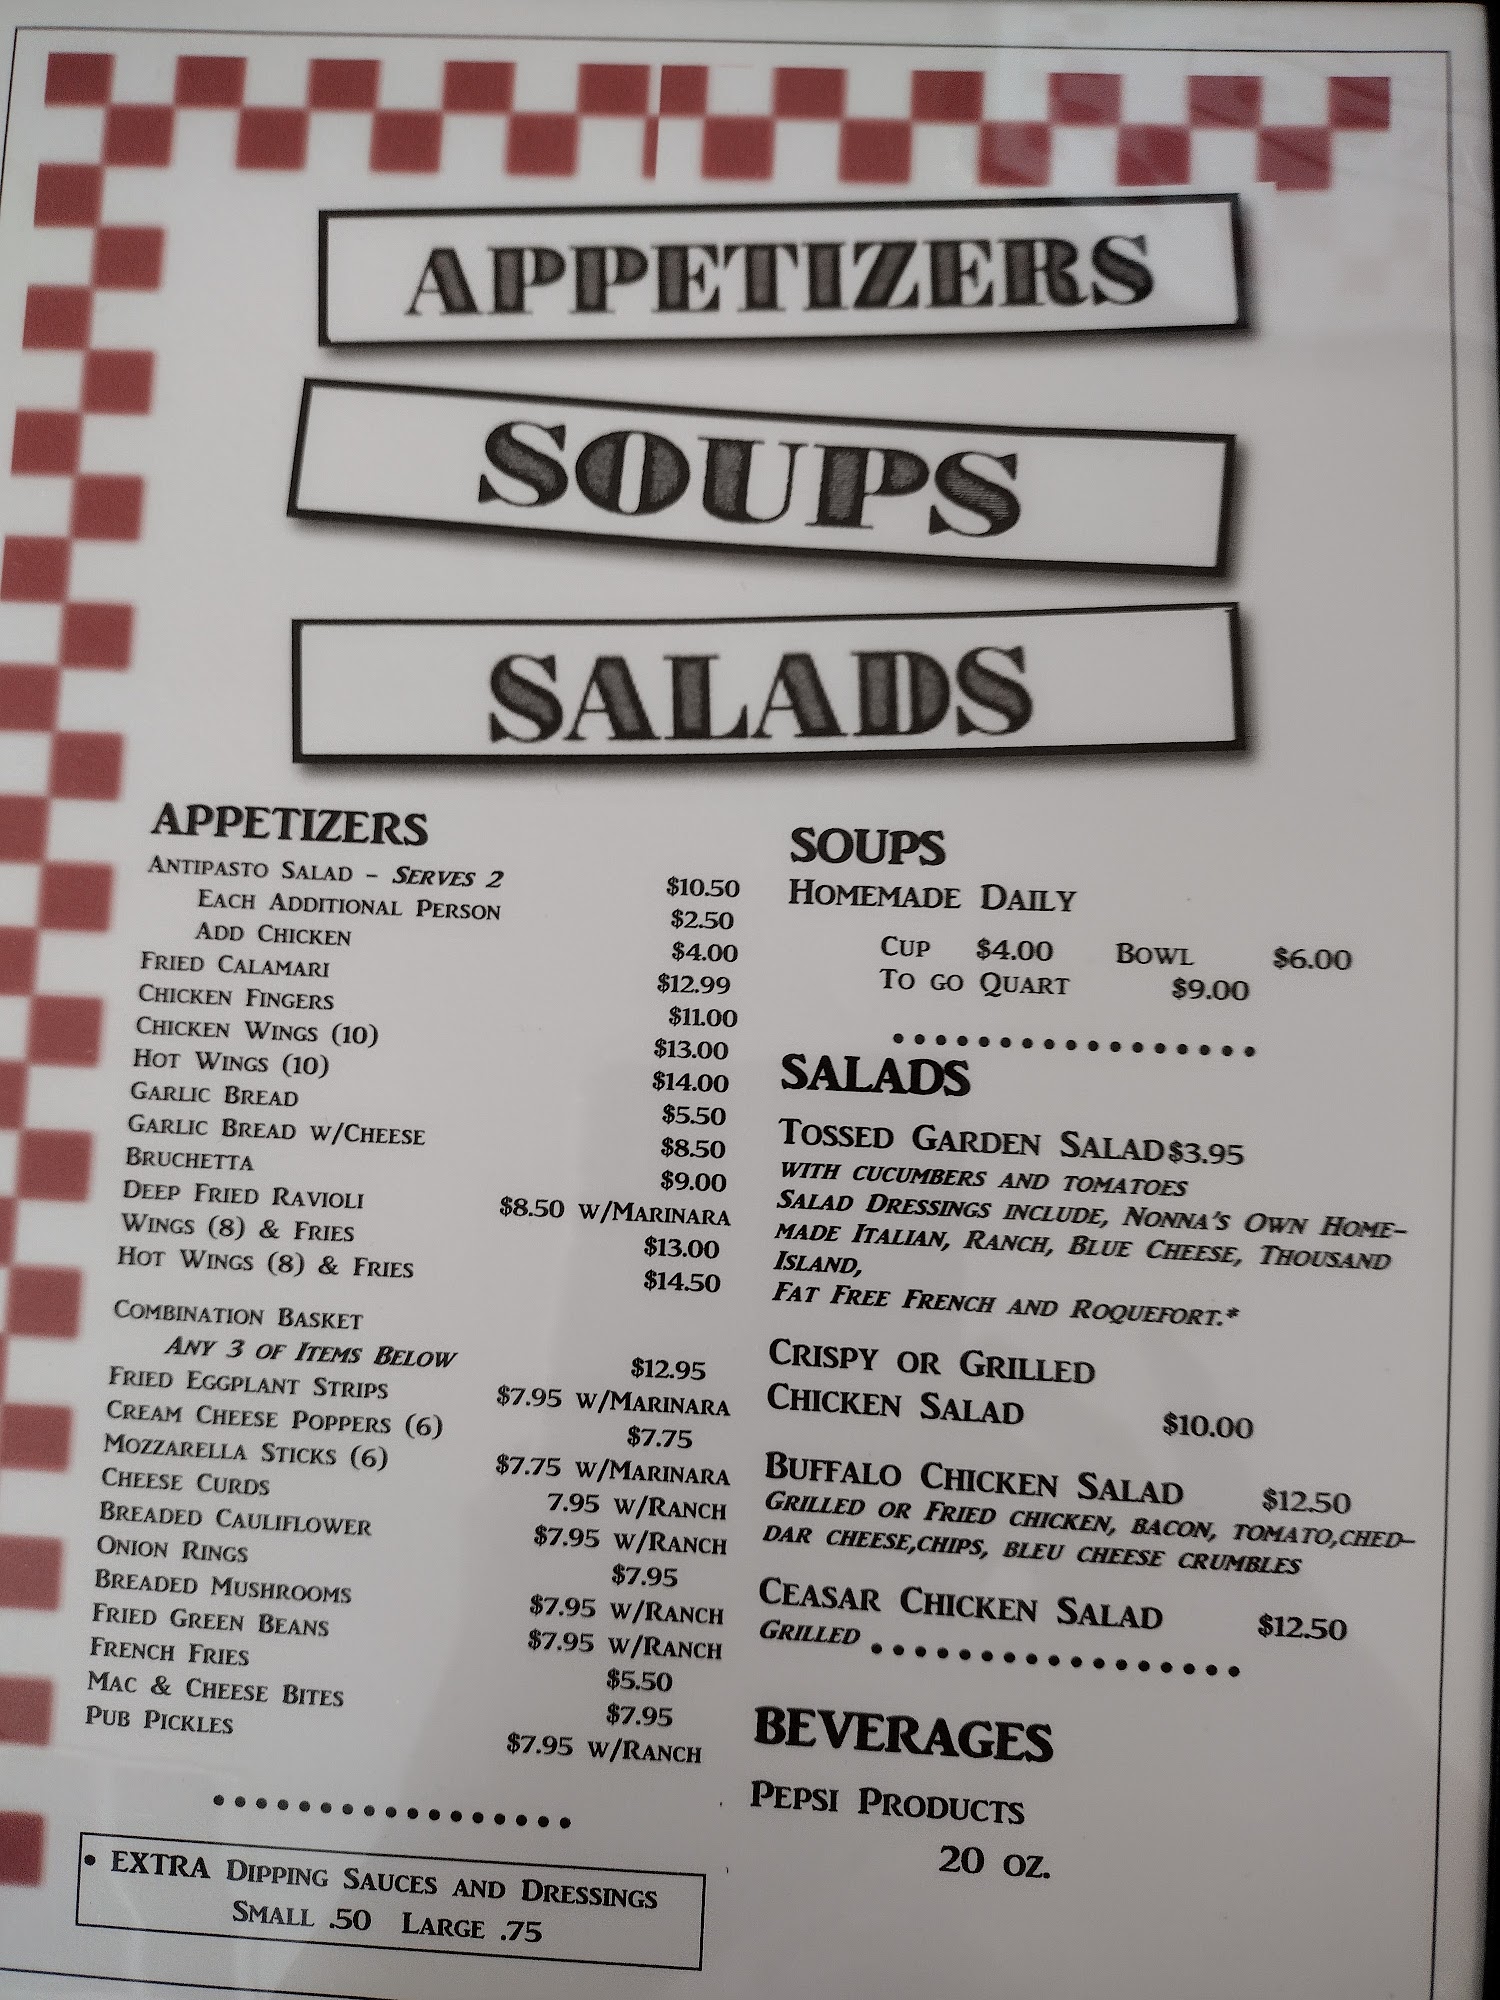 APPETIZERS
SOUPS
SALADS
APPETIZERS
ANTIPASTO SALAD - SERVES 2 $10.50
EACH ADDITIONAL PERSON $2.50
ADD CHICKEN $4.00
FRIED CALAMARI $12.99
CHICKEN FINGERS $11.00
CHICKEN WINGS (10) $13.00
HOT WINGS (10) $14.00
GARLIC BREAD $5.50
GARLIC BREAD W/CHEESE $8.50
BRUCHETTA $9.00
DEEP FRIED RAVIOLI $8.50 W/MARINARA
WINGS (8) & FRIES $13.00
HOT WINGS (8) & FRIES $14.50
COMBINATION BASKET
ANY 3 OF ITEMS BELOW $12.95
FRIED EGGPLANT STRIPS $7.95 W/MARINARA
CREAM CHEESE POPPERS (6) $7.75
MOZZARELLA STICKS (6) $7.75 W/MARINARA
CHEESE CURDS 7.95 W/RANCH
BREADED CAULIFLOWER $7.95 W/RANCH
ONION RINGS $7.95
BREADED MUSHROOMS $7.95 W/RANCH
FRIED GREEN BEANS $7.95 W/RANCH
FRENCH FRIES $5.50
MAC & CHEESE BITES $7.95
PUB PICKLES $7.95 W/RANCH
• EXTRA DIPPING SAUCES AND DRESSINGS
SMALL .50 LARGE .75
SOUPS
HOMEMADE DAILY
CUP $4.00 BOWL $6.00
TO GO QUART $9.00
SALADS
TOSSED GARDEN SALAD$3.95
WITH CUCUMBERS AND TOMATOES
SALAD DRESSINGS INCLUDE, NONNA'S OWN HOME-
MADE ITALIAN, RANCH, BLUE CHEESE, THOUSAND
ISLAND,
FAT FREE FRENCH AND ROQUEFORT.*
CRISPY OR GRILLED
CHICKEN SALAD $10.00
BUFFALO CHICKEN SALAD $12.50
GRILLED OR FRIED CHICKEN, BACON, TOMATO,CHED-
DAR CHEESE,CHIPS, BLEU CHEESE CRUMBLES
CEASAR CHICKEN SALAD $12.50
GRILLED
BEVERAGES
PEPSI PRODUCTS
20 OZ.